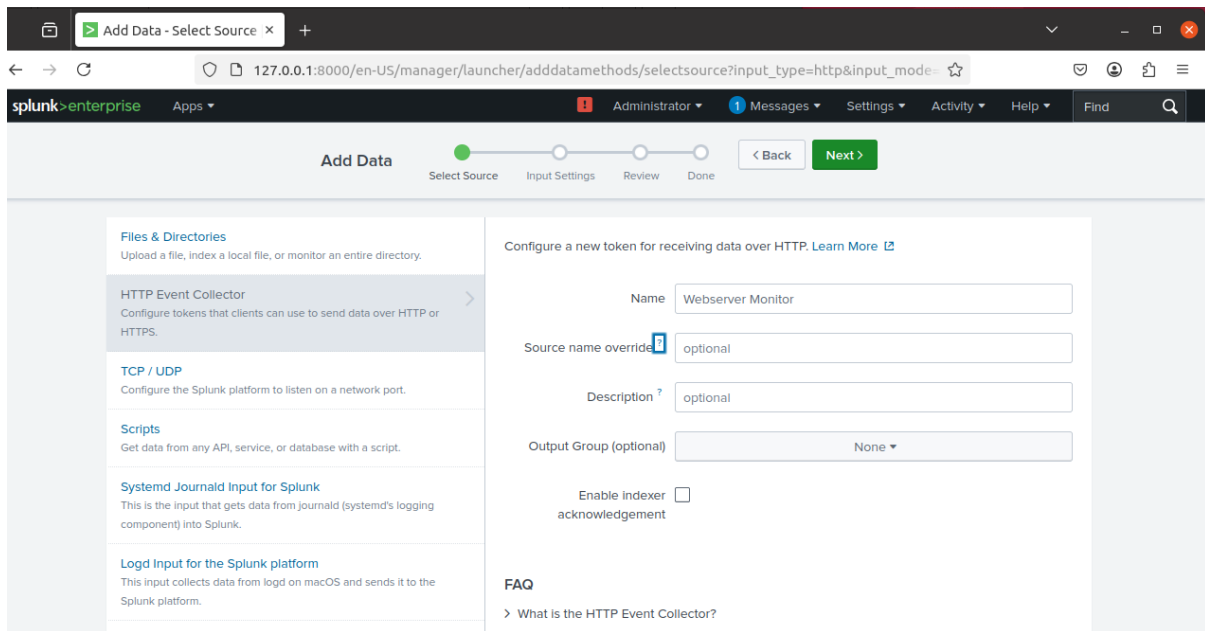 Add Data - Select Source
127.0.0.1:8000/en-US/manager/launcher/adddatamethods/selectsource?input_type=http&input_mode=
splunk>enterprise Apps Administrator 1 Messages Settings Activity Help Find
Add Data
Select Source Input Settings Review Done
< Back Next >
Files & Directories
Upload a file, index a local file, or monitor an entire directory.
HTTP Event Collector
Configure tokens that clients can use to send data over HTTP or
HTTPS.
TCP / UDP
Configure the Splunk platform to listen on a network port.
Scripts
Get data from any API, service, or database with a script.
Systemd Journald Input for Splunk
This is the input that gets data from journald (systemd's logging
component) into Splunk.
Logd Input for the Splunk platform
This input collects data from logd on macOS and sends it to the
Splunk platform.
Configure a new token for receiving data over HTTP. Learn More
Name Webserver Monitor
Source name override ? optional
Description ? optional
Output Group (optional) None
Enable indexer
acknowledgement
FAQ
> What is the HTTP Event Collector?